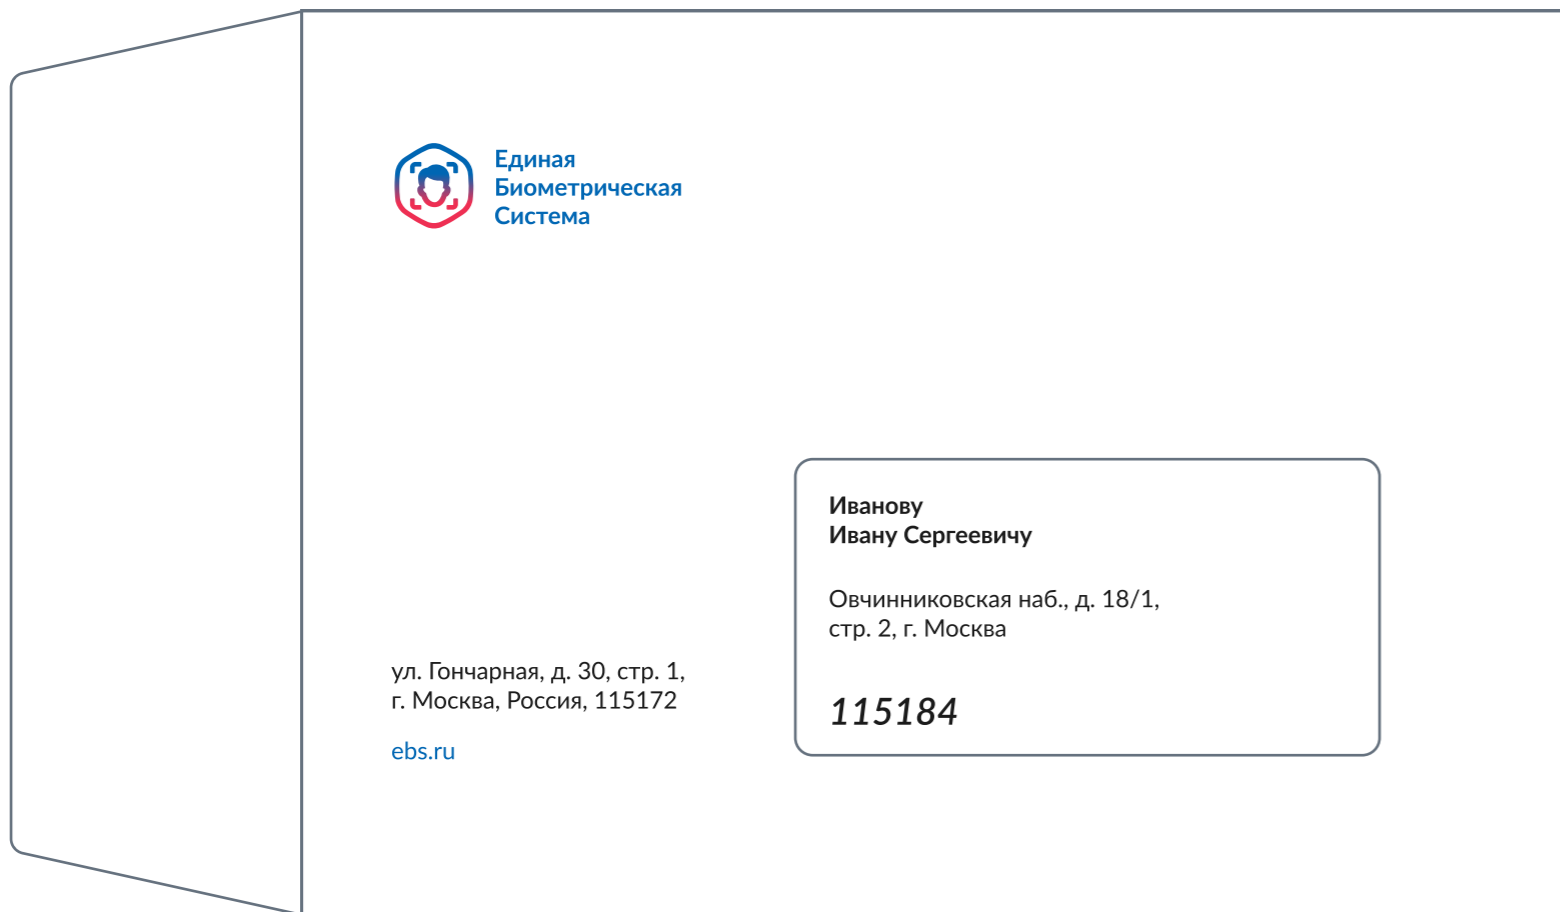 Единая
Биометрическая
Система
Иванову
Ивану Сергеевичу
Овчинниковская наб., д. 18/1,
стр. 2, г. Москва
115184
ул. Гончарная, д. 30, стр. 1,
г. Москва, Россия, 115172
ebs.ru